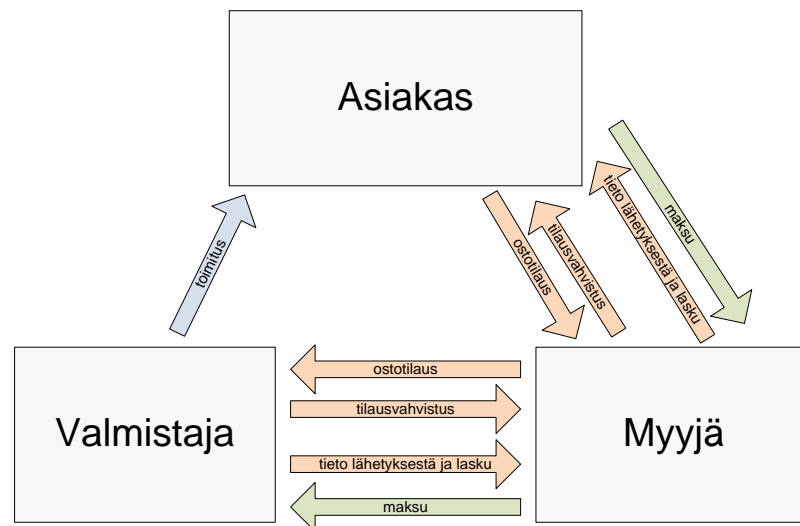 Asiakas
toimitus
ostotilaus
tilausvahvistus
tieto lähetyksestä ja lasku
maksu
Valmistaja
ostotilaus
tilausvahvistus
tieto lähetyksestä ja lasku
maksu
Myyjä